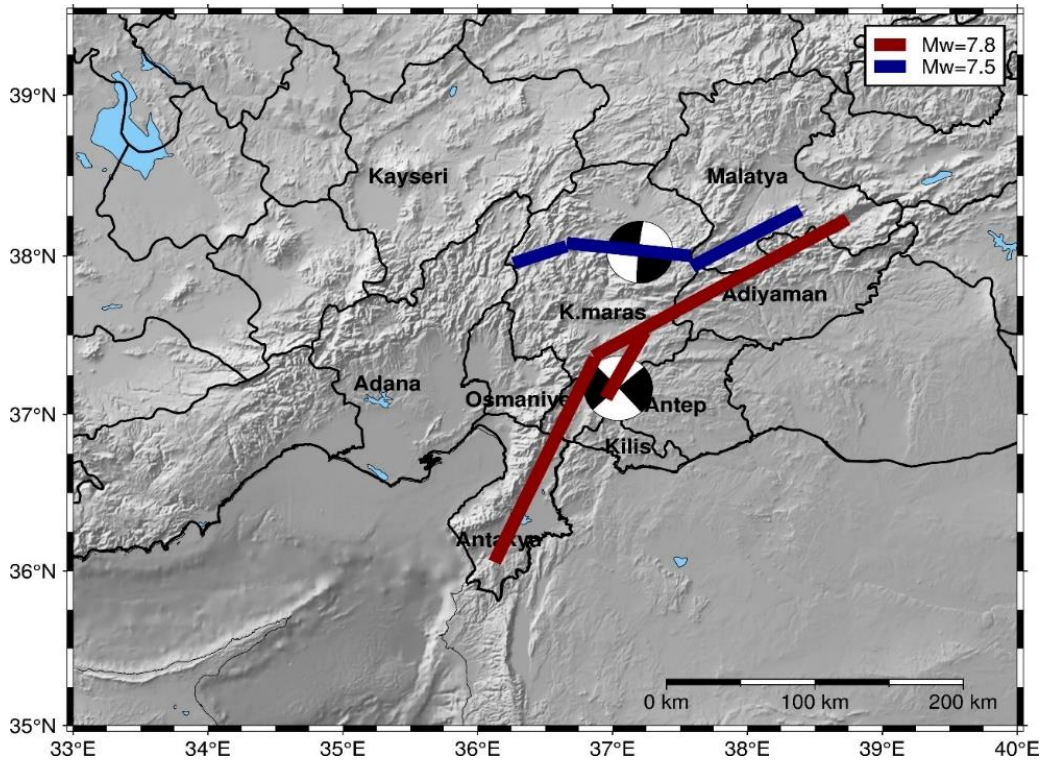 Mw=7.8
Mw=7.5
39°N
38°N
37°N
36°N
35°N
Kayseri
Malatya
K.maras
Adiyaman
Adana
Osmaniye
Antep
Kilis
Antakya
0 km 100 km 200 km
33°E 34°E 35°E 36°E 37°E 38°E 39°E 40°E